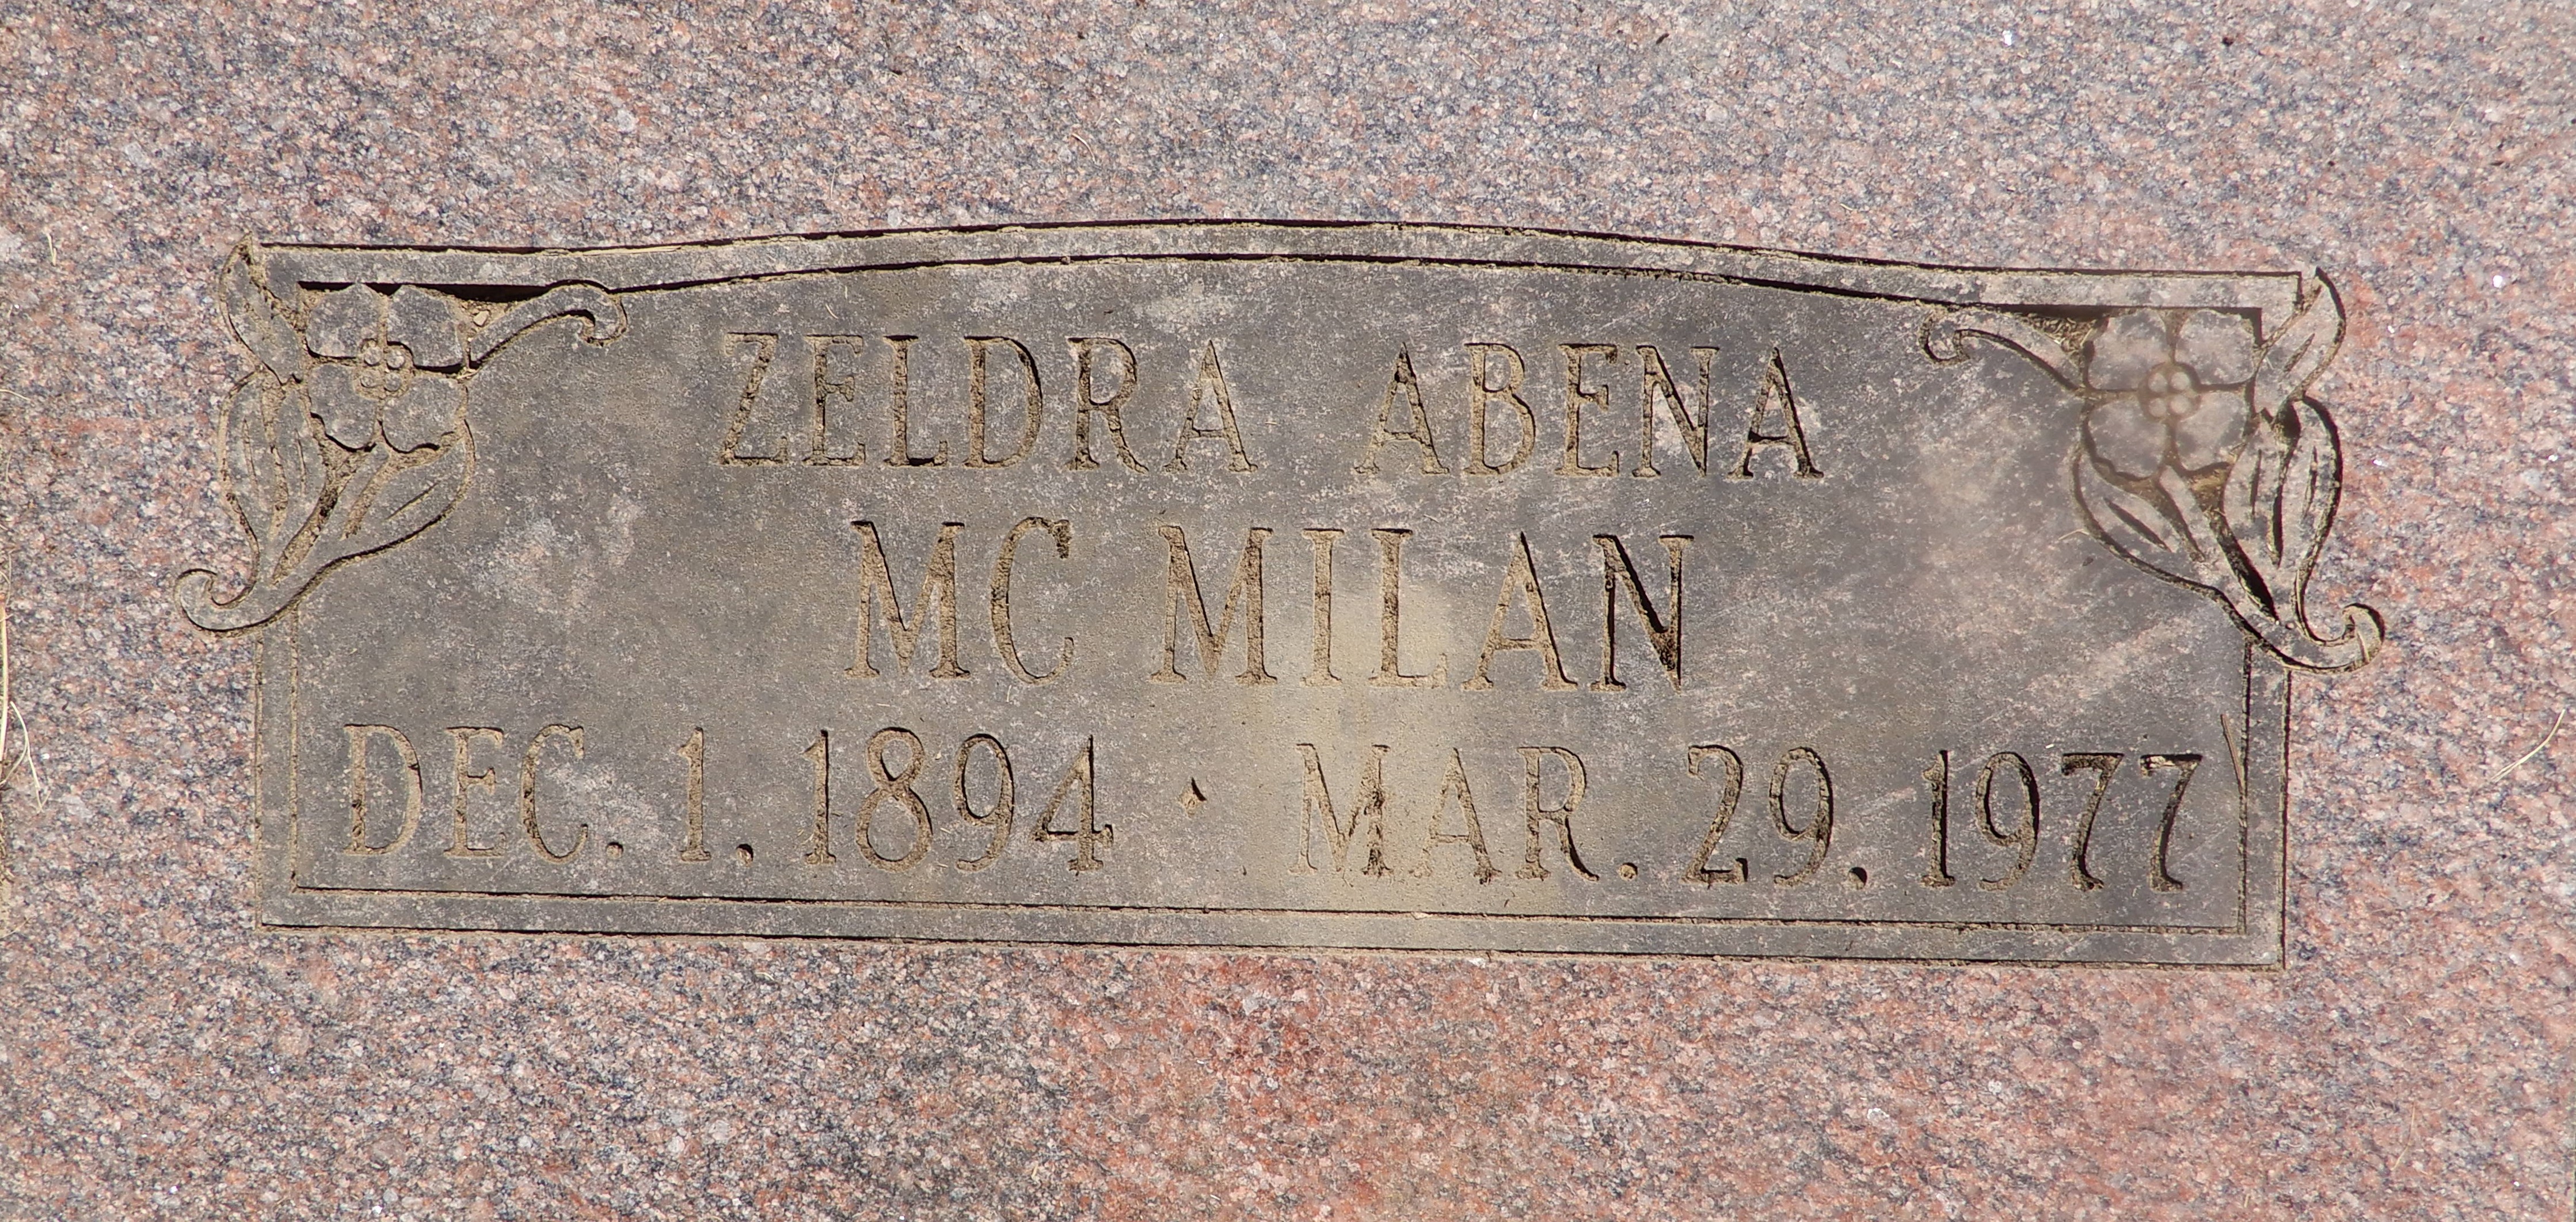 ZELDRA ABENA
MC MILAN
DEC. 1. 1894 · MAR. 29. 1977